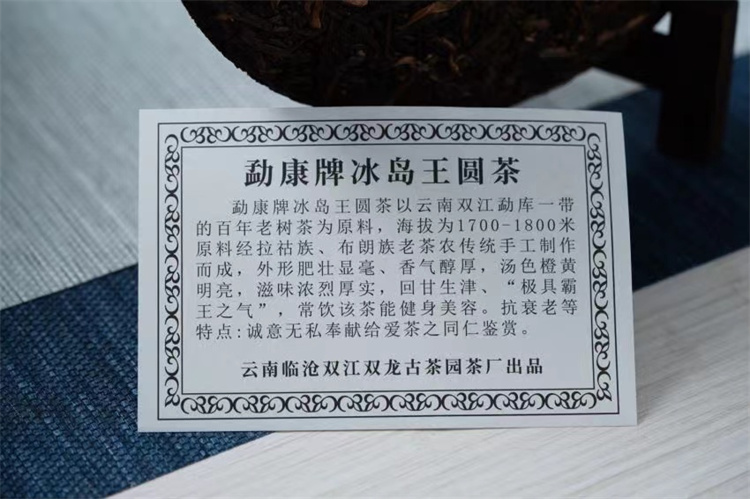 勐康牌冰岛王圆茶
勐康牌冰岛王圆茶以云南双江勐库一带
的百年老树茶为原料，海拔为1700-1800米
原料经拉祜族、布朗族老茶农传统手工制作
而成，外形肥壮显毫、香气醇厚，汤色橙黄
明亮，滋味浓烈厚实，回甘生津、“极具霸
王之气”，常饮该茶能健身美容。抗衰老等
特点:诚意无私奉献给爱茶之同仁鉴赏。
云南临沧双江双龙古茶园茶厂出品